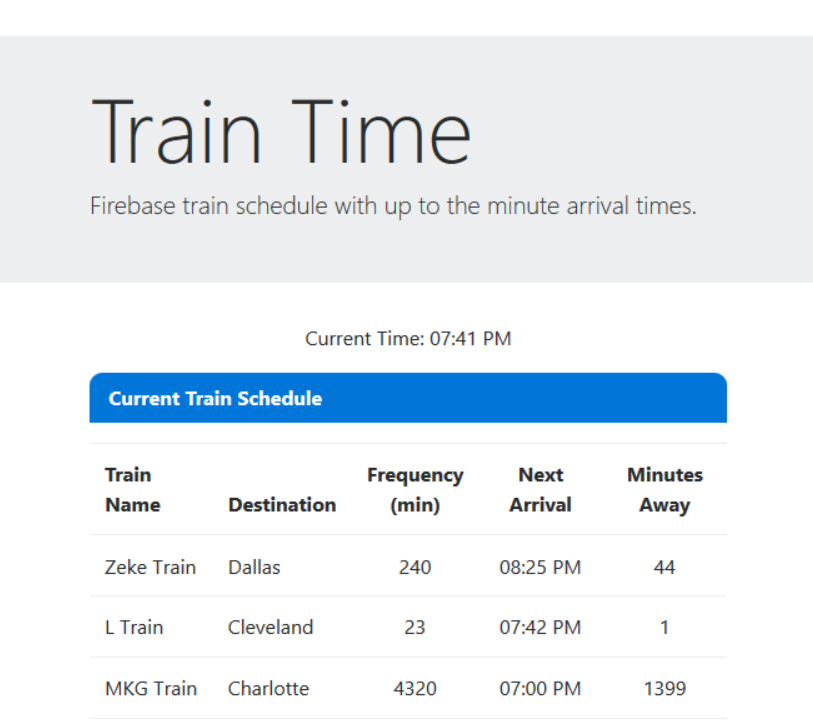 Train Time
Firebase train schedule with up to the minute arrival times.
Current Time: 07:41 PM
Current Train Schedule
Train Name Destination Frequency (min) Next Arrival Minutes Away
Zeke Train Dallas 240 08:25 PM 44
L Train Cleveland 23 07:42 PM 1
MKG Train Charlotte 4320 07:00 PM 1399